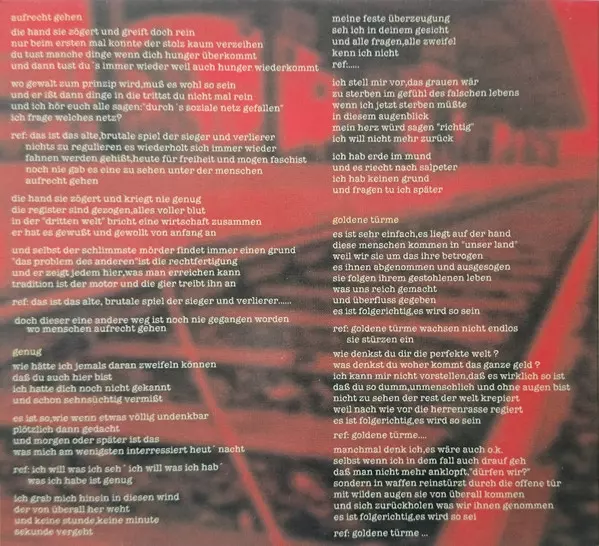 aufrecht gehen
die hand sie zögert und greift doch rein
nur beim ersten mal konnte der stolz kaum verzeihen
du tust manche dinge wenn dich hunger überkommt
und dann tust du´s immer wieder weil auch hunger wiederkommt
wo gewalt zum prinzip wird,muß es wohl so sein
und er ißt dann dinge in die trittst du nicht mal rein
und ich hör euch alle sagen:"durch´s soziale netz gefallen"
ich frage welches netz?
ref: das ist das alte,brutale spiel der sieger und verlierer
nichts zu regulieren es wiederholt sich immer wieder
fahnen werden gehißt,heute für freiheit und mogen faschist
noch nie gab es eine zu sehen unter der menschen
aufrecht gehen
die hand sie zögert und kriegt nie genug
die register sind gezogen,alles voller blut
in der "dritten welt" bricht eine wirtschaft zusammen
er hat es gewußt und gewollt von anfang an
und selbst der schlimmste mörder findet immer einen grund
"das problem des anderen"ist die rechtfertigung
und er zeigt jedem hier,was man erreichen kann
tradition ist der motor und die gier treibt ihn an
ref: das ist das alte, brutale spiel der sieger und verlierer......
doch dieser eine andere weg ist noch nie gegangen worden
wo menschen aufrecht gehen
genug
wie hätte ich jemals daran zweifeln können
daß du auch hier bist
ich hatte dich noch nicht gekannt
und schon sehnsüchtig vermißt
es ist so,wie wenn etwas völlig undenkbar
plötzlich dann gedacht
und morgen oder später ist das
was mich am wenigsten interressiert heut´ nacht
ref: ich will was ich seh´ ich will was ich hab´
was ich habe ist genug
ich grab mich hinein in diesen wind
der von überall her weht
und keine stunde,keine minute
sekunde vergeht
meine feste überzeugung
seh ich in deinem gesicht
und alle fragen,alle zweifel
kenn ich nicht
ref:.....
ich stell mir vor,das grauen wär
zu sterben im gefühl des falschen lebens
wenn ich jetzt sterben müßte
in diesem augenblick
mein herz würd sagen "richtig"
ich will nicht mehr zurück
ich hab erde im mund
und es riecht nach salpeter
ich hab keinen grund
und fragen tu ich später
goldene türme
es ist sehr einfach,es liegt auf der hand
diese menschen kommen in "unser land"
weil wir sie um das ihre betrogen
es ihnen abgenommen und ausgesogen
sie folgen ihrem gestohlenen leben
was uns reich gemacht
und überfluss gegeben
es ist folgerichtig,es wird so sein
ref: goldene türme wachsen nicht endlos
sie stürzen ein
wie denkst du dir die perfekte welt ?
was denkst du woher kommt das ganze geld ?
ich kann mir nicht vorstellen,daß es wirklich so ist
daß du so dumm,unmenschlich und ohne augen bist
nicht zu sehen der rest der welt krepiert
weil nach wie vor die herrenrasse regiert
es ist folgerichtig,es wird so sein
ref: goldene türme....
manchmal denk ich,es wäre auch o.k.
selbst wenn ich in dem fall auch drauf geh
daß man nicht mehr anklopft,"dürfen wir?"
sondern in waffen reinstürzt durch die offene tür
mit wilden augen sie von überall kommen
und sich zurückholen was wir ihnen genommen
es ist folgerichtig,es wird so sei
ref: goldene türme ...